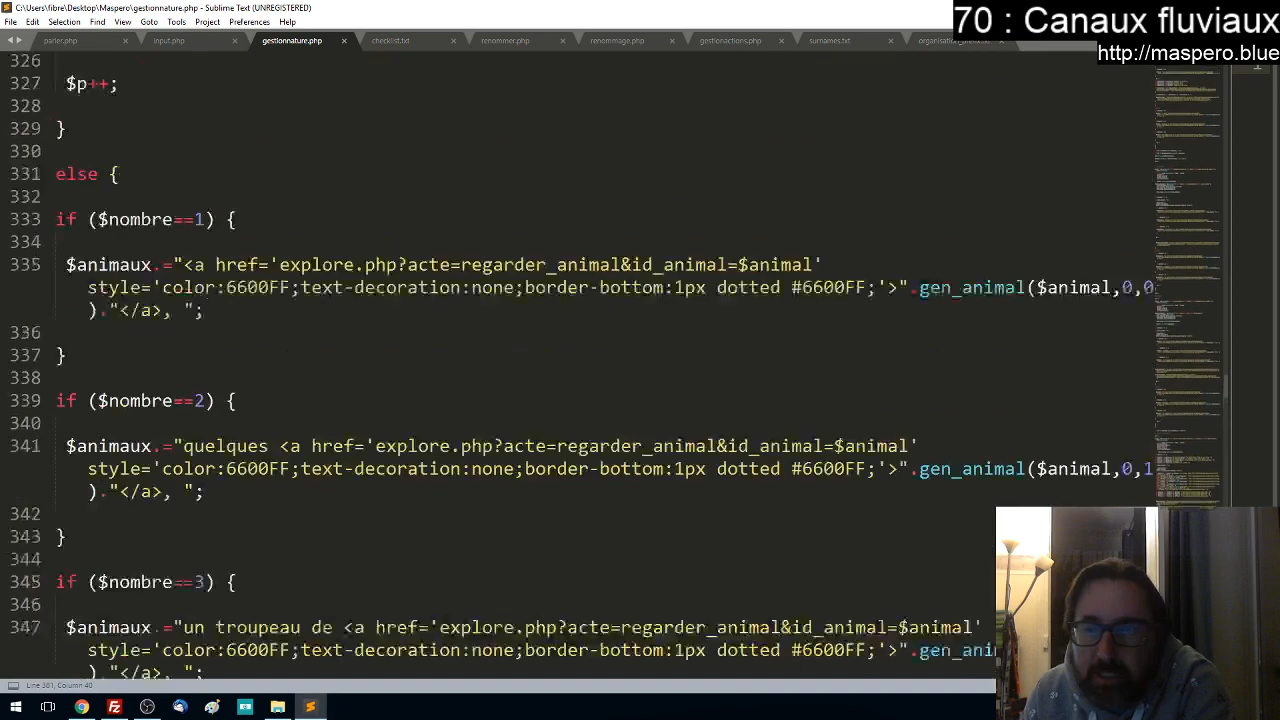 C:\Users\fibre\Desktop\Maspero\gestionnature.php - Sublime Text (UNREGISTERED)
70 : Canaux fluviaux
http://maspero.blue
File Edit Selection Find View Goto Tools Project Preferences Help
parler.php × input.php × gestionnature.php × checklist.txt × renommer.php × renommage.php × gestionactions.php × surnames.txt ×
326
327 $p++;
328
329 }
330
331 else {
332
333 if ($nombre==1) {
334
335 $animaux.="<a href='explore.php?acte=regarder_animal&id_animal=$animal'
style='color:6600FF;text-decoration:none;border-bottom:1px dotted #6600FF;'>".gen_animal($animal,0,0
)."</a>, ";
336
337 }
338
339 if ($nombre==2) {
340
341 $animaux.="quelques <a href='explore.php?acte=regarder_animal&id_animal=$animal'
style='color:6600FF;text-decoration:none;border-bottom:1px dotted #6600FF;'>".gen_animal($animal,0,1
)."</a>, ";
342
343 }
344
345 if ($nombre==3) {
346
347 $animaux.="un troupeau de <a href='explore.php?acte=regarder_animal&id_animal=$animal'
style='color:6600FF;text-decoration:none;border-bottom:1px dotted #6600FF;'>".gen_ani
)."</a>, ";
Line 381, Column 40